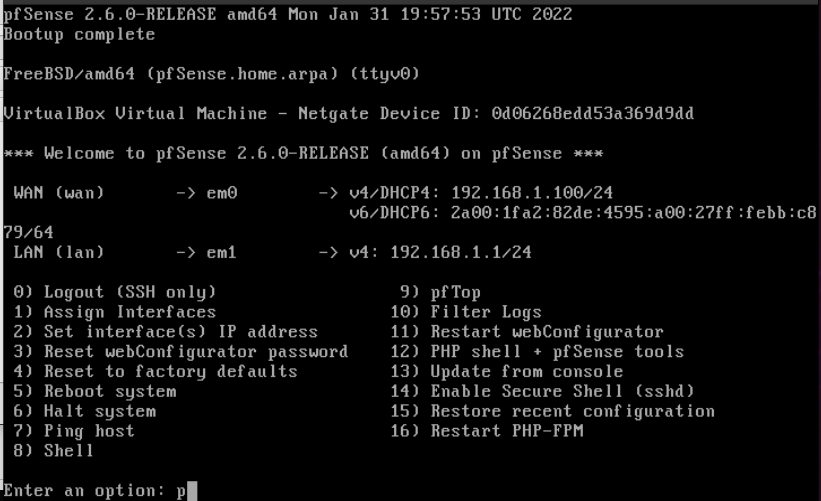 pfSense 2.6.0-RELEASE amd64 Mon Jan 31 19:57:53 UTC 2022
Bootup complete
FreeBSD/amd64 (pfSense.home.arpa) (ttyv0)
VirtualBox Virtual Machine - Netgate Device ID: 0d06268edd53a369d9dd
*** Welcome to pfSense 2.6.0-RELEASE (amd64) on pfSense ***
WAN (wan) -> em0 -> v4/DHCP4: 192.168.1.100/24
v6/DHCP6: 2a00:1fa2:82de:4595:a00:27ff:febb:c8
79/64
LAN (lan) -> em1 -> v4: 192.168.1.1/24
0) Logout (SSH only) 9) pfTop
1) Assign Interfaces 10) Filter Logs
2) Set interface(s) IP address 11) Restart webConfigurator
3) Reset webConfigurator password 12) PHP shell + pfSense tools
4) Reset to factory defaults 13) Update from console
5) Reboot system 14) Enable Secure Shell (sshd)
6) Halt system 15) Restore recent configuration
7) Ping host 16) Restart PHP-FPM
8) Shell
Enter an option: p